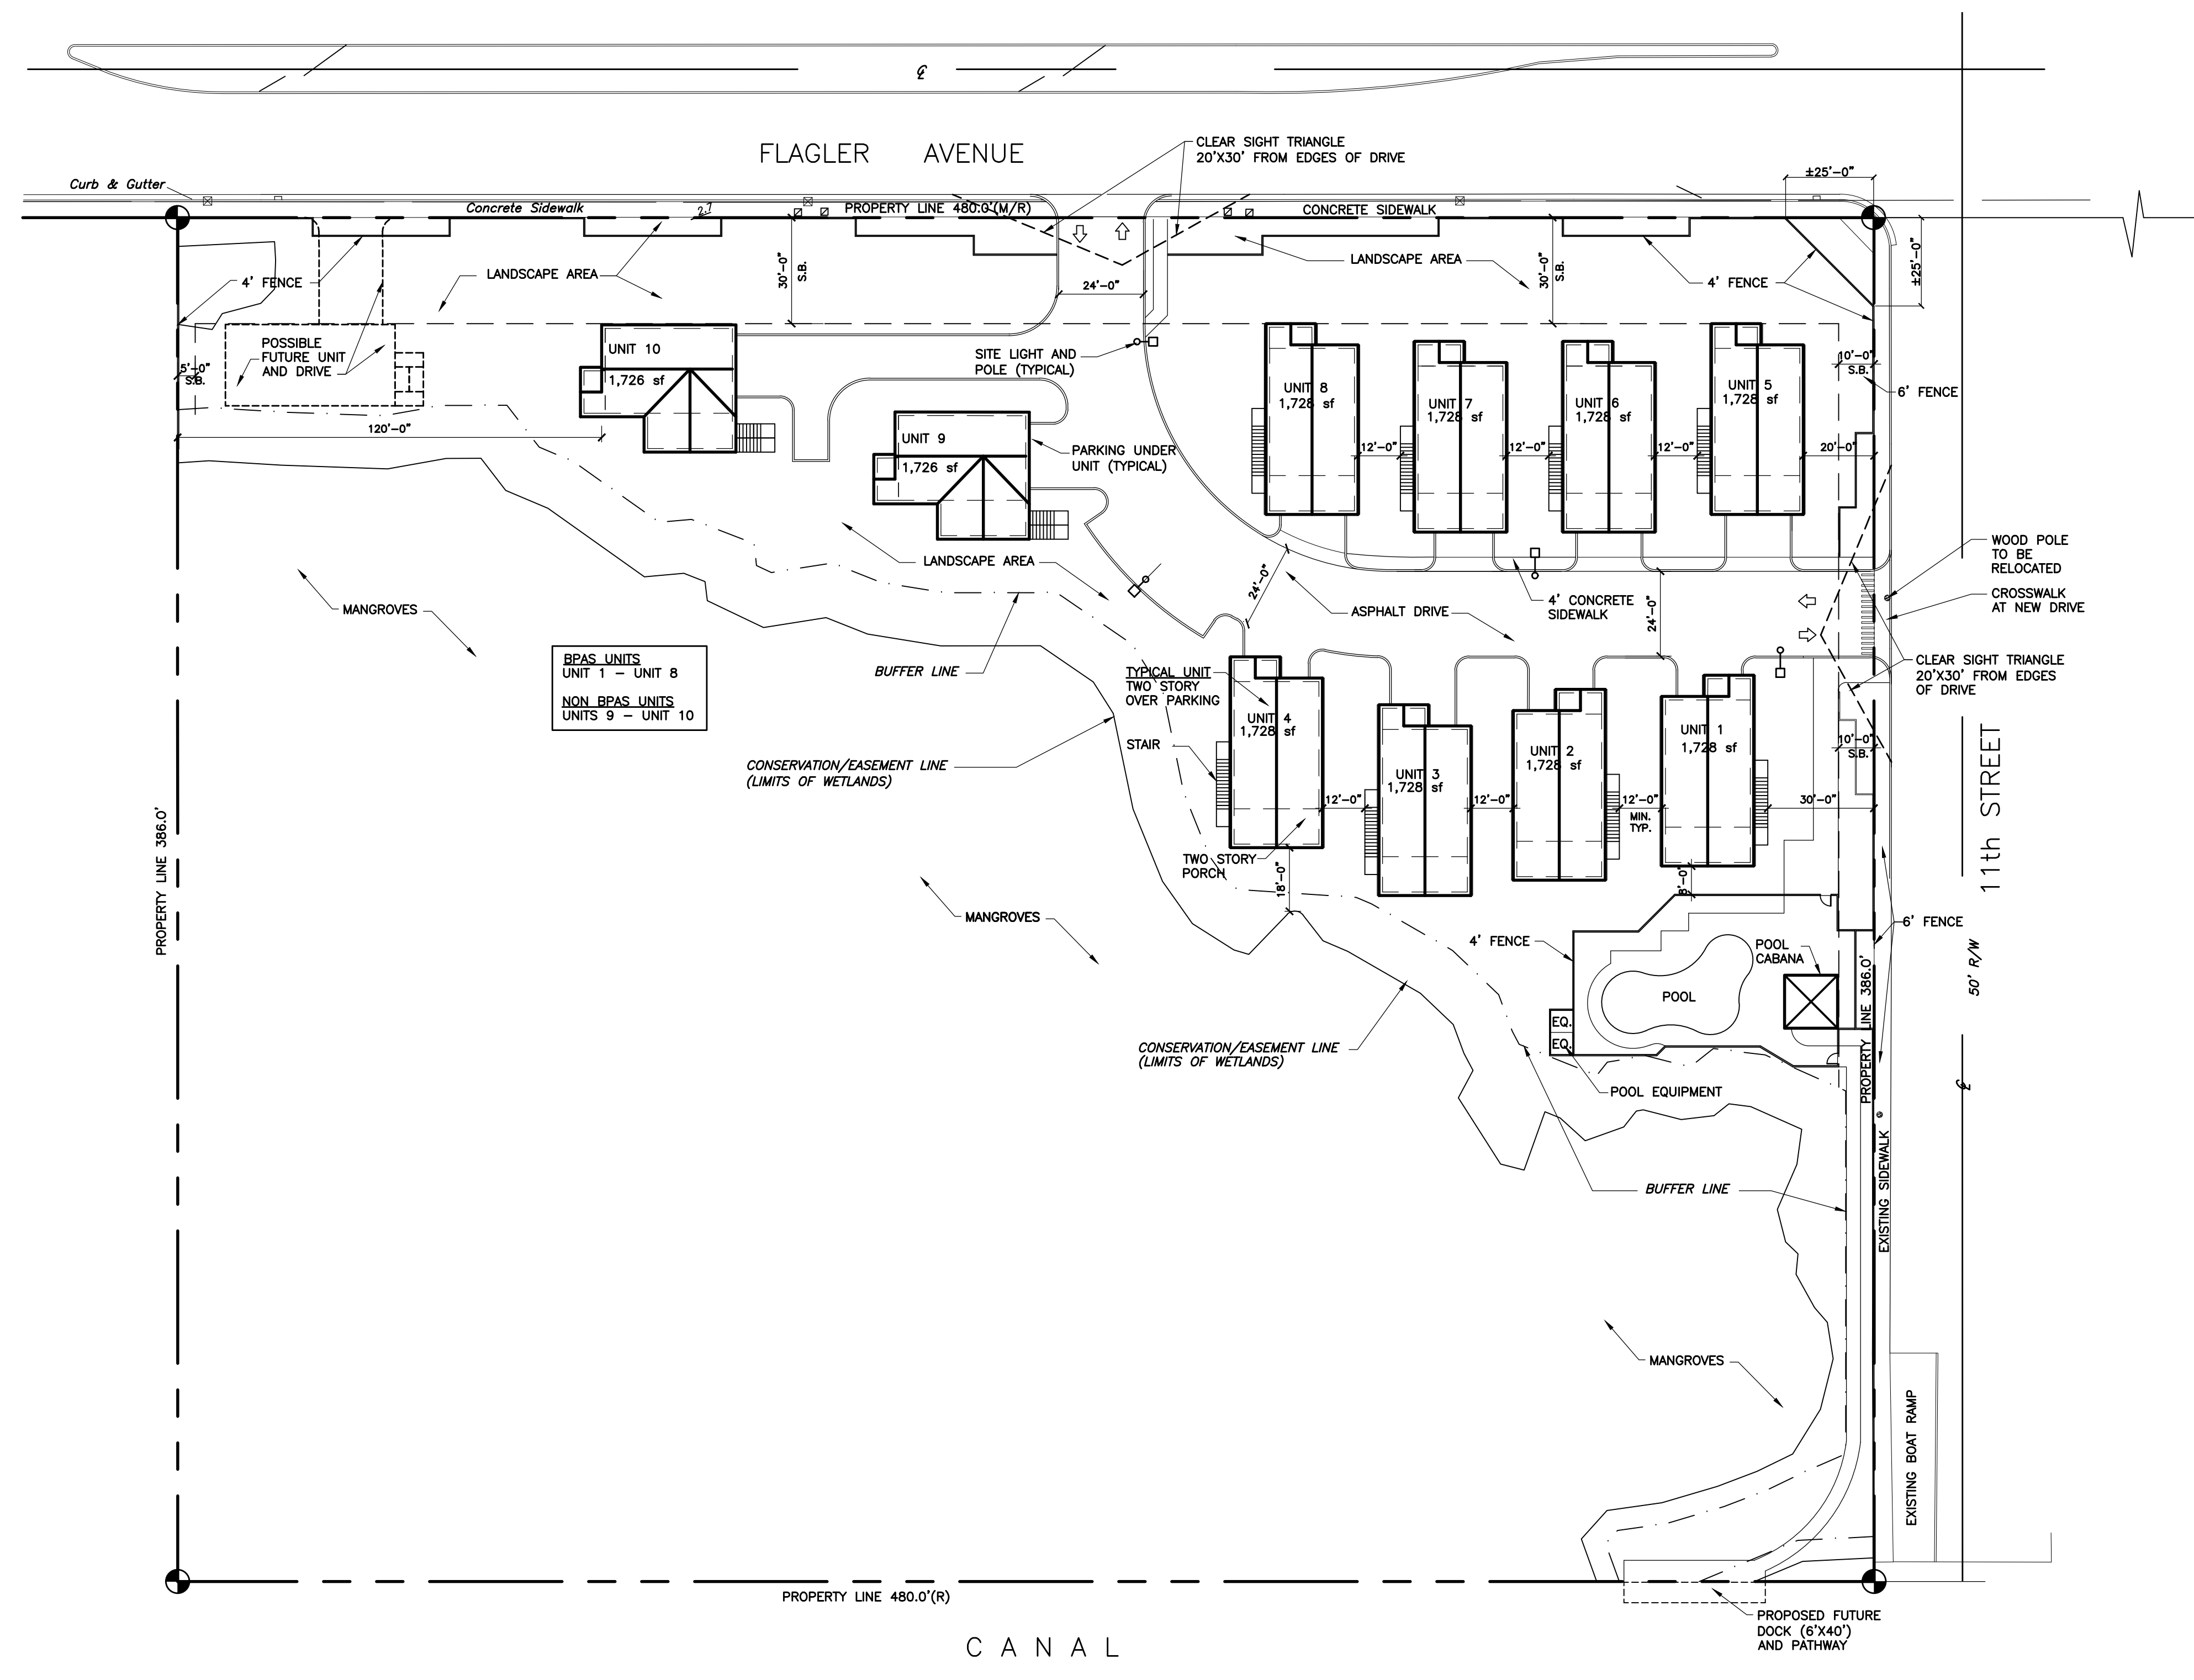 ℄
FLAGLER AVENUE
CLEAR SIGHT TRIANGLE
20'X30' FROM EDGES OF DRIVE
±25'-0"
Curb & Gutter
Concrete Sidewalk
2.7
PROPERTY LINE 480.0'(M/R)
CONCRETE SIDEWALK
4' FENCE
LANDSCAPE AREA
30'-0"
S.B.
24'-0"
LANDSCAPE AREA
30'-0"
S.B.
4' FENCE
±25'-0"
POSSIBLE
FUTURE UNIT
AND DRIVE
5'-0"
S.B.
UNIT 10
1,726 sf
SITE LIGHT AND
POLE (TYPICAL)
UNIT 8
1,728 sf
UNIT 7
1,728 sf
UNIT 6
1,728 sf
UNIT 5
1,728 sf
10'-0"
S.B.
6' FENCE
120'-0"
UNIT 9
1,726 sf
PARKING UNDER
UNIT (TYPICAL)
12'-0"
12'-0"
12'-0"
20'-0"
LANDSCAPE AREA
24'-0"
ASPHALT DRIVE
4' CONCRETE
SIDEWALK
24'-0"
WOOD POLE
TO BE
RELOCATED
CROSSWALK
AT NEW DRIVE
MANGROVES
BPAS UNITS
UNIT 1 - UNIT 8
NON BPAS UNITS
UNITS 9 - UNIT 10
BUFFER LINE
TYPICAL UNIT
TWO STORY
OVER PARKING
CLEAR SIGHT TRIANGLE
20'X30' FROM EDGES
OF DRIVE
UNIT 4
1,728 sf
UNIT 3
1,728 sf
UNIT 2
1,728 sf
UNIT 1
1,728 sf
STAIR
10'-0"
S.B.
CONSERVATION/EASEMENT LINE
(LIMITS OF WETLANDS)
12'-0"
12'-0"
12'-0"
MIN.
TYP.
30'-0"
11th STREET
PROPERTY LINE 386.0'
TWO STORY
PORCH
18'-0"
8'-0"
MANGROVES
4' FENCE
POOL
CABANA
6' FENCE
50' R/W
POOL
EQ.
EQ.
PROPERTY LINE 386.0'
CONSERVATION/EASEMENT LINE
(LIMITS OF WETLANDS)
POOL EQUIPMENT
℄
EXISTING SIDEWALK
BUFFER LINE
MANGROVES
EXISTING BOAT RAMP
PROPERTY LINE 480.0'(R)
PROPOSED FUTURE
DOCK (6'X40')
AND PATHWAY
CANAL